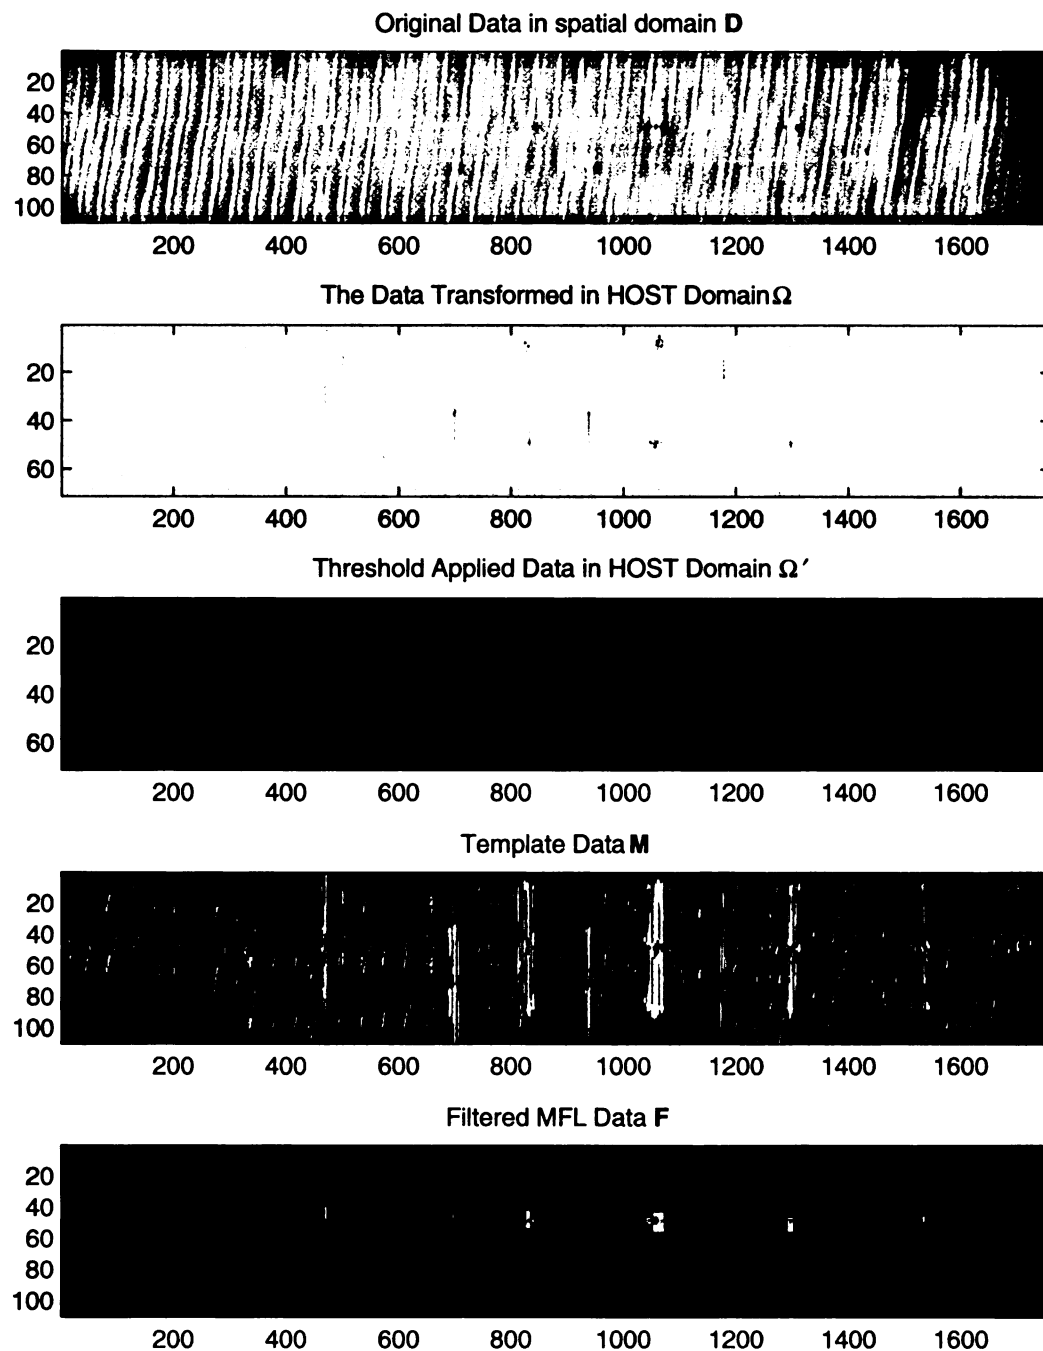 Original Data in spatial domain D
20
40
60
80
100
200 400 600 800 1000 1200 1400 1600
The Data Transformed in HOST Domain Ω
20
40
60
200 400 600 800 1000 1200 1400 1600
Threshold Applied Data in HOST Domain Ω′
20
40
60
200 400 600 800 1000 1200 1400 1600
Template Data M
20
40
60
80
100
200 400 600 800 1000 1200 1400 1600
Filtered MFL Data F
20
40
60
80
100
200 400 600 800 1000 1200 1400 1600